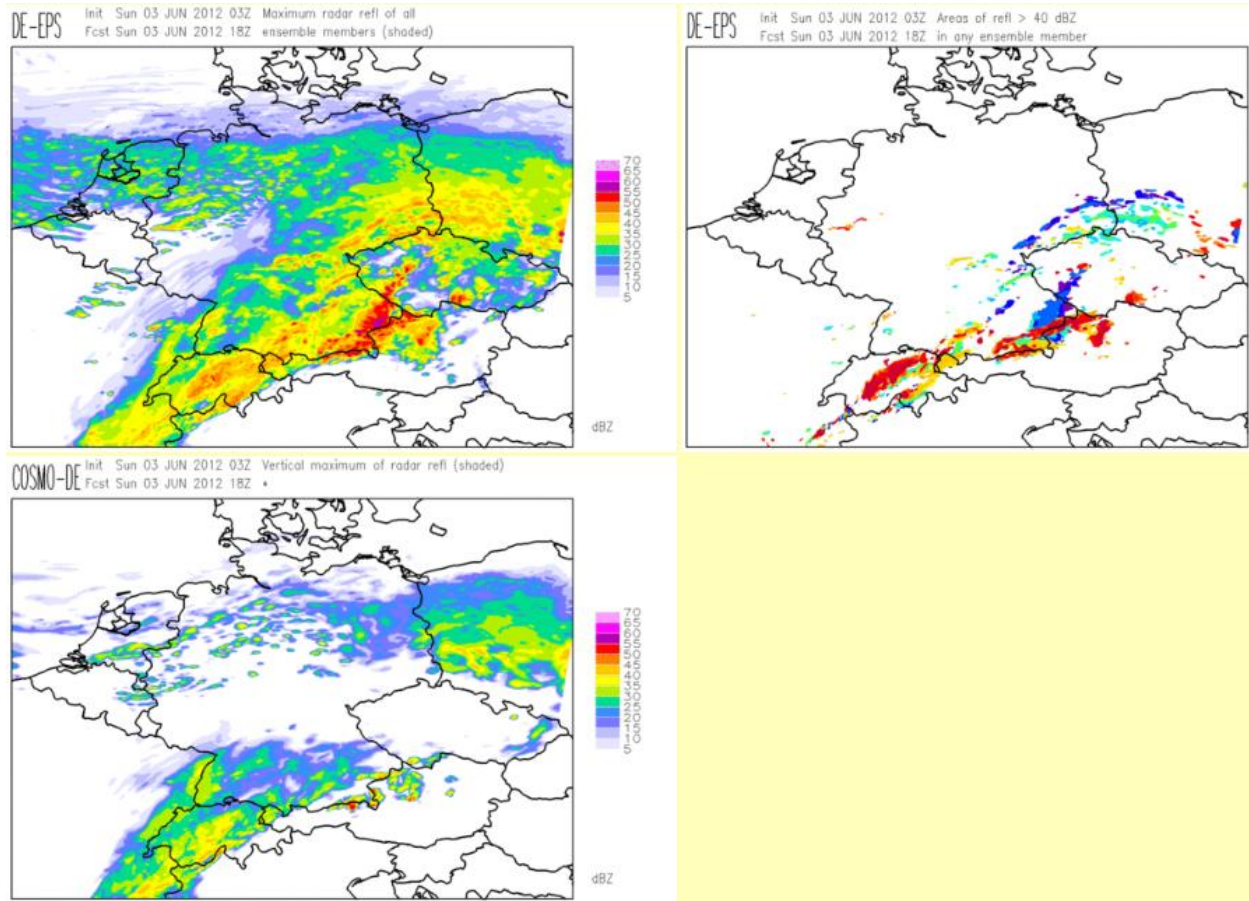 DE-EPS
Init Sun 03 JUN 2012 03Z Maximum radar refl of all
Fcst Sun 03 JUN 2012 18Z ensemble members (shaded)
70
65
60
55
50
45
40
35
30
25
20
15
10
5
dBZ
DE-EPS
Init Sun 03 JUN 2012 03Z Areas of refl > 40 dBZ
Fcst Sun 03 JUN 2012 18Z in any ensemble member
COSMO-DE
Init Sun 03 JUN 2012 03Z Vertical maximum of radar refl (shaded)
Fcst Sun 03 JUN 2012 18Z *
70
65
60
55
50
45
40
35
30
25
20
15
10
5
dBZ